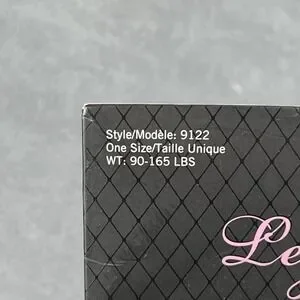 Style/Modèle: 9122
One Size/Taille Unique
WT: 90-165 LBS